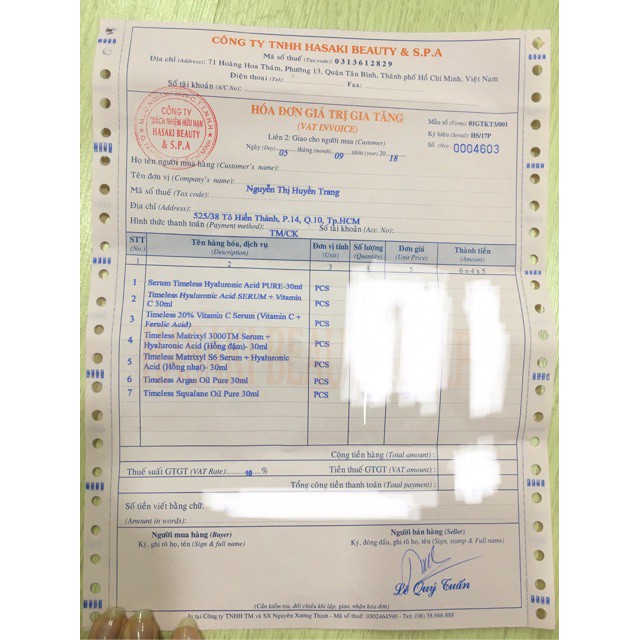 CÔNG TY TNHH HASAKI BEAUTY & S.P.A
Mã số thuế (Tax code): 0313612829
Địa chỉ (Address): 71 Hoàng Hoa Thám, Phường 13, Quận Tân Bình, Thành phố Hồ Chí Minh, Việt Nam
Điện thoại (Tel): Fax:
Số tài khoản (A/C No):
CÔNG TY
TRÁCH NHIỆM HỮU HẠN
HASAKI BEAUTY
& S.P.A
HÓA ĐƠN GIÁ TRỊ GIA TĂNG
(VAT INVOICE)
Liên 2: Giao cho người mua (Customer)
Ngày (Day) 05 tháng (month) 09 năm (year) 2018
Mẫu số (Form): 01GTKT3/001
Ký hiệu (Serial): HS/17P
Số (No): 0004603
Họ tên người mua hàng (Customer's name):
Tên đơn vị (Company's name):
Nguyễn Thị Huyền Trang
Mã số thuế (Tax code):
Địa chỉ (Address):
525/38 Tô Hiến Thành, P.14, Q.10, Tp.HCM
Hình thức thanh toán (Payment method): Số tài khoản (Acc. No):
TM/CK
STT (No.) Tên hàng hóa, dịch vụ (Description) Đơn vị tính (Unit) Số lượng (Quantity) Đơn giá (Unit Price) Thành tiền (Amount)
1 2 3 4 5 6 = 4 x 5
1 Serum Timeless Hyaluronic Acid PURE-30ml PCS
2 Timeless Hyaluronic Acid SERUM + Vitamin C 30ml PCS
3 Timeless 20% Vitamin C Serum (Vitamin C + Ferulic Acid) PCS
4 Timeless Matrixyl 3000TM Serum + Hyaluronic Acid (Hồng đậm)- 30ml PCS
5 Timeless Matrixyl S6 Serum + Hyaluronic Acid (Hồng nhạt)- 30ml PCS
6 Timeless Argan Oil Pure 30ml PCS
7 Timeless Squalane Oil Pure 30ml PCS
Cộng tiền hàng (Total amount):
Thuế suất GTGT (VAT Rate): 10 % Tiền thuế GTGT (VAT amount):
Tổng cộng tiền thanh toán (Total payment):
Số tiền viết bằng chữ:
(Amount in words):
Người mua hàng (Buyer)
Ký, ghi rõ họ, tên (Sign & full name)
Người bán hàng (Seller)
Ký, đóng dấu, ghi rõ họ, tên (Sign, stamp & Full name)
Lê Quý Tuấn
(Cần kiểm tra, đối chiếu khi lập, giao, nhận hóa đơn)